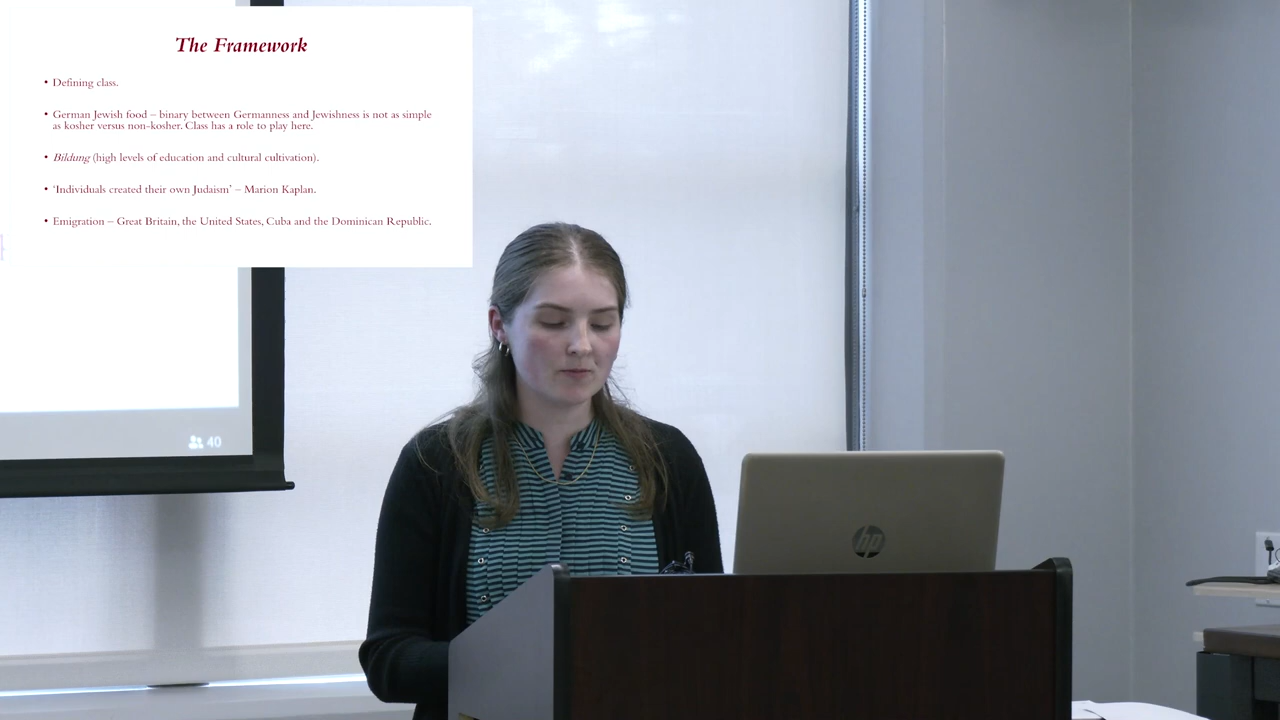 The Framework
• Defining class.
• German Jewish food – binary between Germanness and Jewishness is not as simple
as kosher versus non-kosher. Class has a role to play here.
• Bildung (high levels of education and cultural cultivation).
• ‘Individuals created their own Judaism’ – Marion Kaplan.
• Emigration – Great Britain, the United States, Cuba and the Dominican Republic.
40
hp